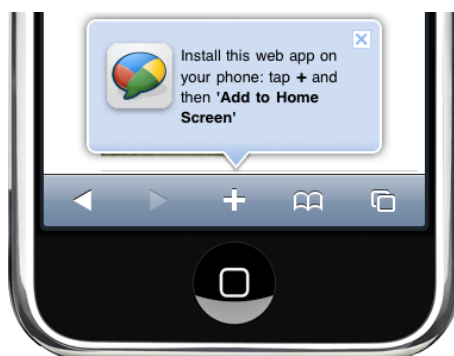 Install this web app on
your phone: tap + and
then 'Add to Home
Screen'